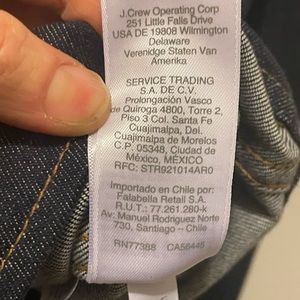 J.Crew Operating Corp
251 Little Falls Drive
USA DE 19808 Wilmington
Delaware
Verenidge Staten Van
Amerika
SERVICE TRADING
S.A. DE C.V.
Prolongación Vasco
de Quiroga 4800, Torre 2,
Piso 3 Col. Santa Fe
Cuajimalpa, Del.
Cuajimalpa de Morelos
C.P. 05348, Ciudad de
México, MÉXICO
RFC: STR921014AR0
Importado en Chile por:
Falabella Retail S.A.
R.U.T.: 77.261.280-k
Av: Manuel Rodriguez Norte
730, Santiago - Chile
RN77388 CA56445